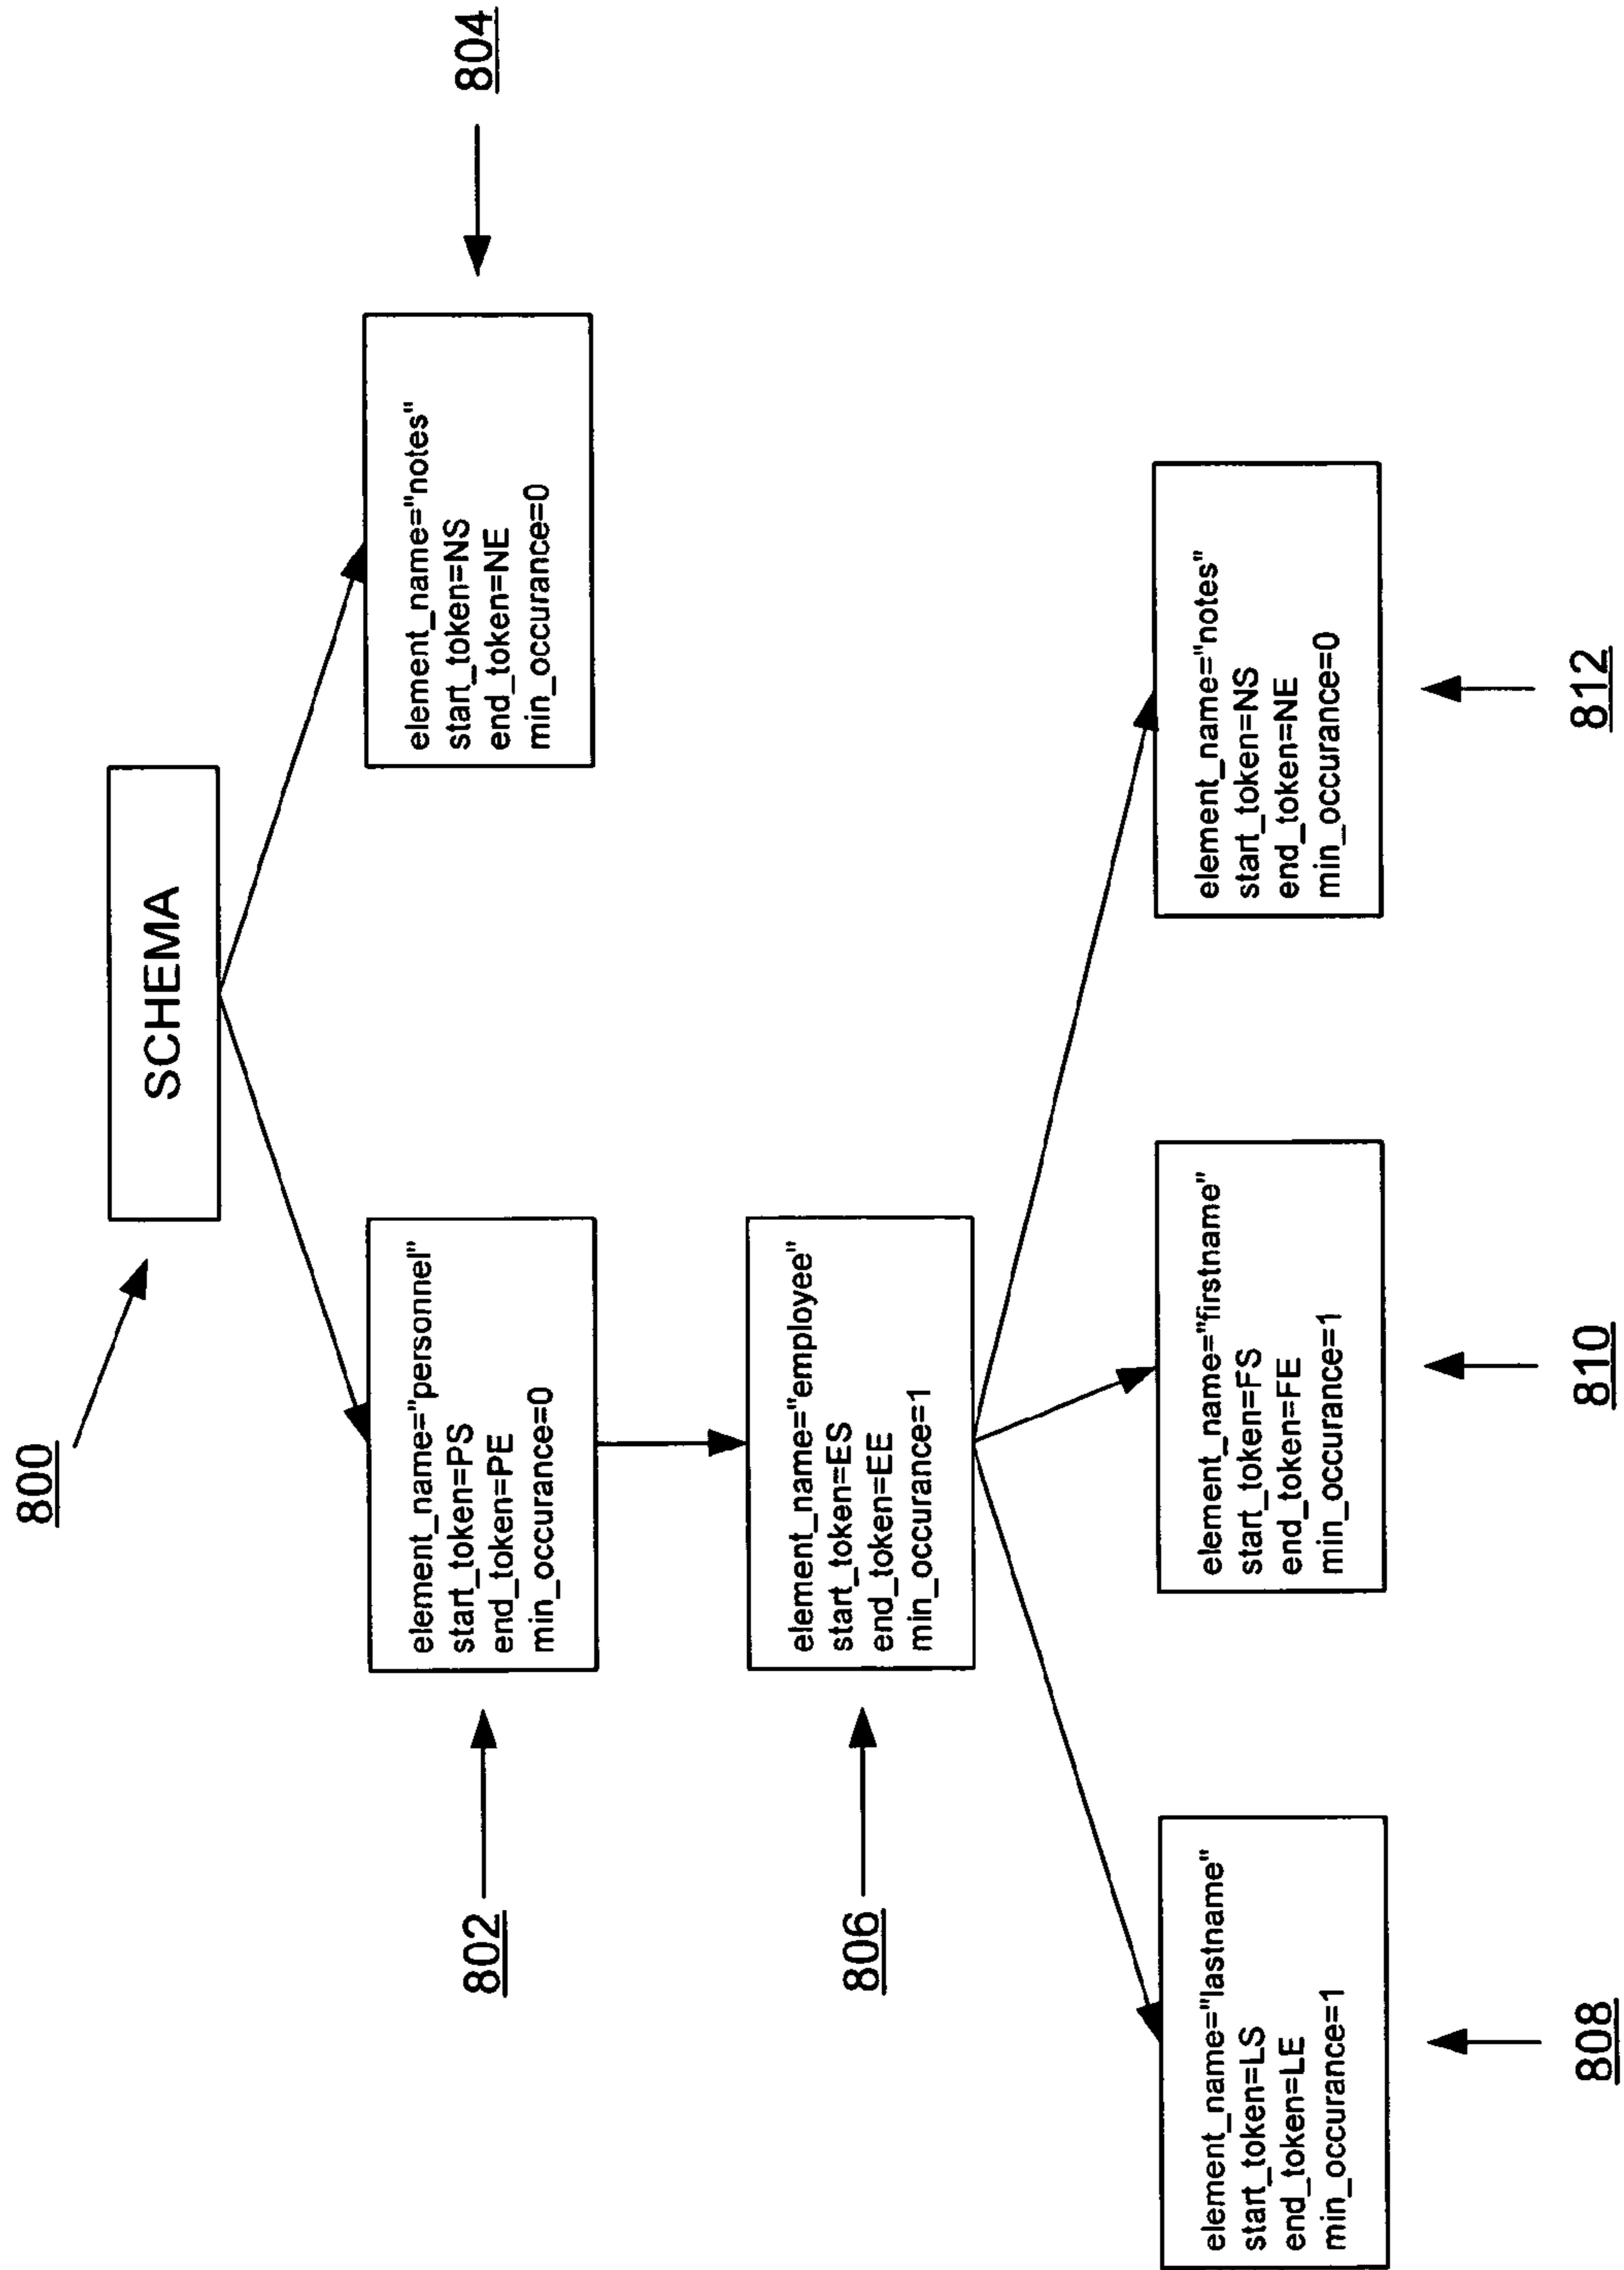 800
SCHEMA
802
element_name="personnel"
start_token=PS
end_token=PE
min_occurance=0
element_name="notes"
start_token=NS
end_token=NE
min_occurance=0
804
806
element_name="employee"
start_token=ES
end_token=EE
min_occurance=1
element_name="lastname"
start_token=LS
end_token=LE
min_occurance=1
element_name="firstname"
start_token=FS
end_token=FE
min_occurance=1
element_name="notes"
start_token=NS
end_token=NE
min_occurance=0
808
810
812